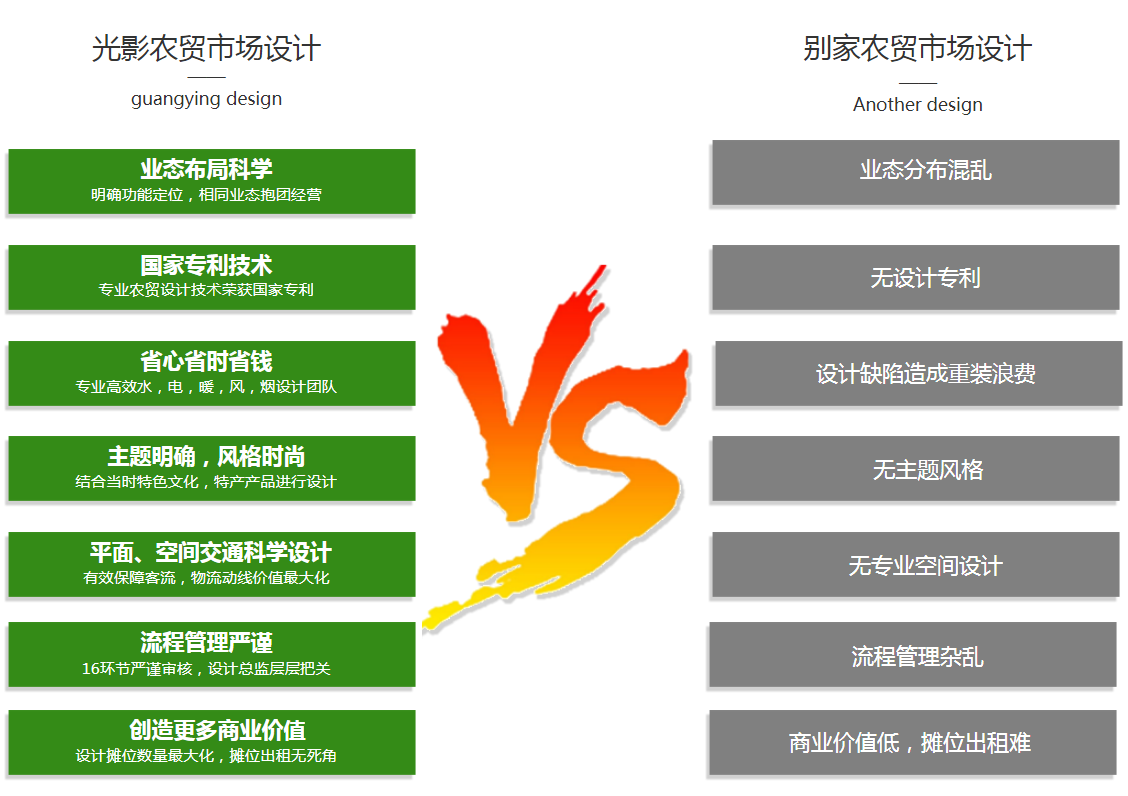 光影农贸市场设计
guangying design
业态布局科学
明确功能定位，相同业态抱团经营
国家专利技术
专业农贸设计技术荣获国家专利
省心省时省钱
专业高效水，电，暖，风，烟设计团队
主题明确，风格时尚
结合当时特色文化，特产产品进行设计
平面、空间交通科学设计
有效保障客流，物流动线价值最大化
流程管理严谨
16环节严谨审核，设计总监层层把关
创造更多商业价值
设计摊位数量最大化，摊位出租无死角
VS
别家农贸市场设计
Another design
业态分布混乱
无设计专利
设计缺陷造成重装浪费
无主题风格
无专业空间设计
流程管理杂乱
商业价值低，摊位出租难